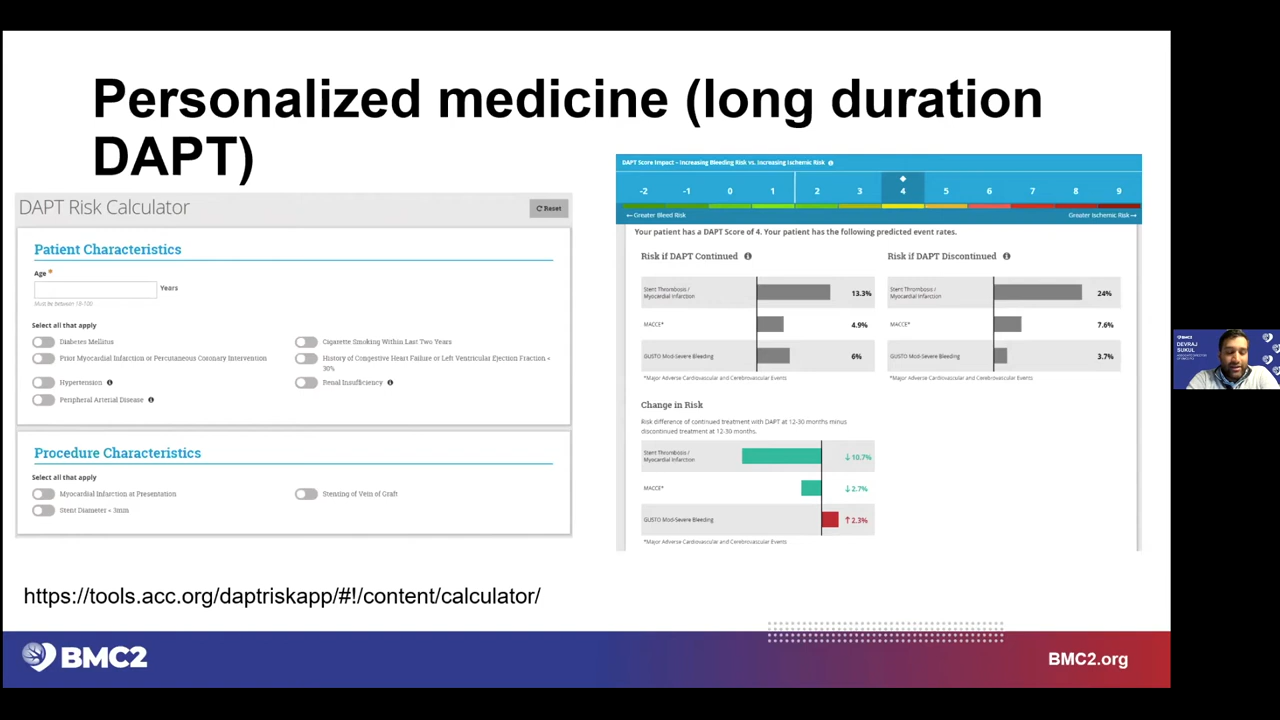 Personalized medicine (long duration
DAPT)
DAPT Risk Calculator
Reset
Patient Characteristics
Age *
Years
Must be between 18-100
Select all that apply
Diabetes Mellitus
Cigarette Smoking Within Last Two Years
Prior Myocardial Infarction or Percutaneous Coronary Intervention
History of Congestive Heart Failure or Left Ventricular Ejection Fraction <
30%
Hypertension
Renal Insufficiency
Peripheral Arterial Disease
Procedure Characteristics
Select all that apply
Myocardial Infarction at Presentation
Stenting of Vein of Graft
Stent Diameter < 3mm
DAPT Score Impact – Increasing Bleeding Risk vs. Increasing Ischemic Risk
-2 -1 0 1 2 3 4 5 6 7 8 9
←Greater Bleed Risk
Greater Ischemic Risk→
Your patient has a DAPT Score of 4. Your patient has the following predicted event rates.
Risk if DAPT Continued
Stent Thrombosis /
Myocardial Infarction
13.3%
MACCE*
4.9%
GUSTO Mod-Severe Bleeding
6%
*Major Adverse Cardiovascular and Cerebrovascular Events
Risk if DAPT Discontinued
Stent Thrombosis /
Myocardial Infarction
24%
MACCE*
7.6%
GUSTO Mod-Severe Bleeding
3.7%
*Major Adverse Cardiovascular and Cerebrovascular Events
Change in Risk
Risk difference of continued treatment with DAPT at 12-30 months minus
discontinued treatment at 12-30 months.
Stent Thrombosis /
Myocardial Infarction
↓10.7%
MACCE*
↓2.7%
GUSTO Mod-Severe Bleeding
↑2.3%
*Major Adverse Cardiovascular and Cerebrovascular Events
https://tools.acc.org/daptriskapp/#!/content/calculator/
BMC2
BMC2.org
BMC2
DEVRAJ
SUKUL